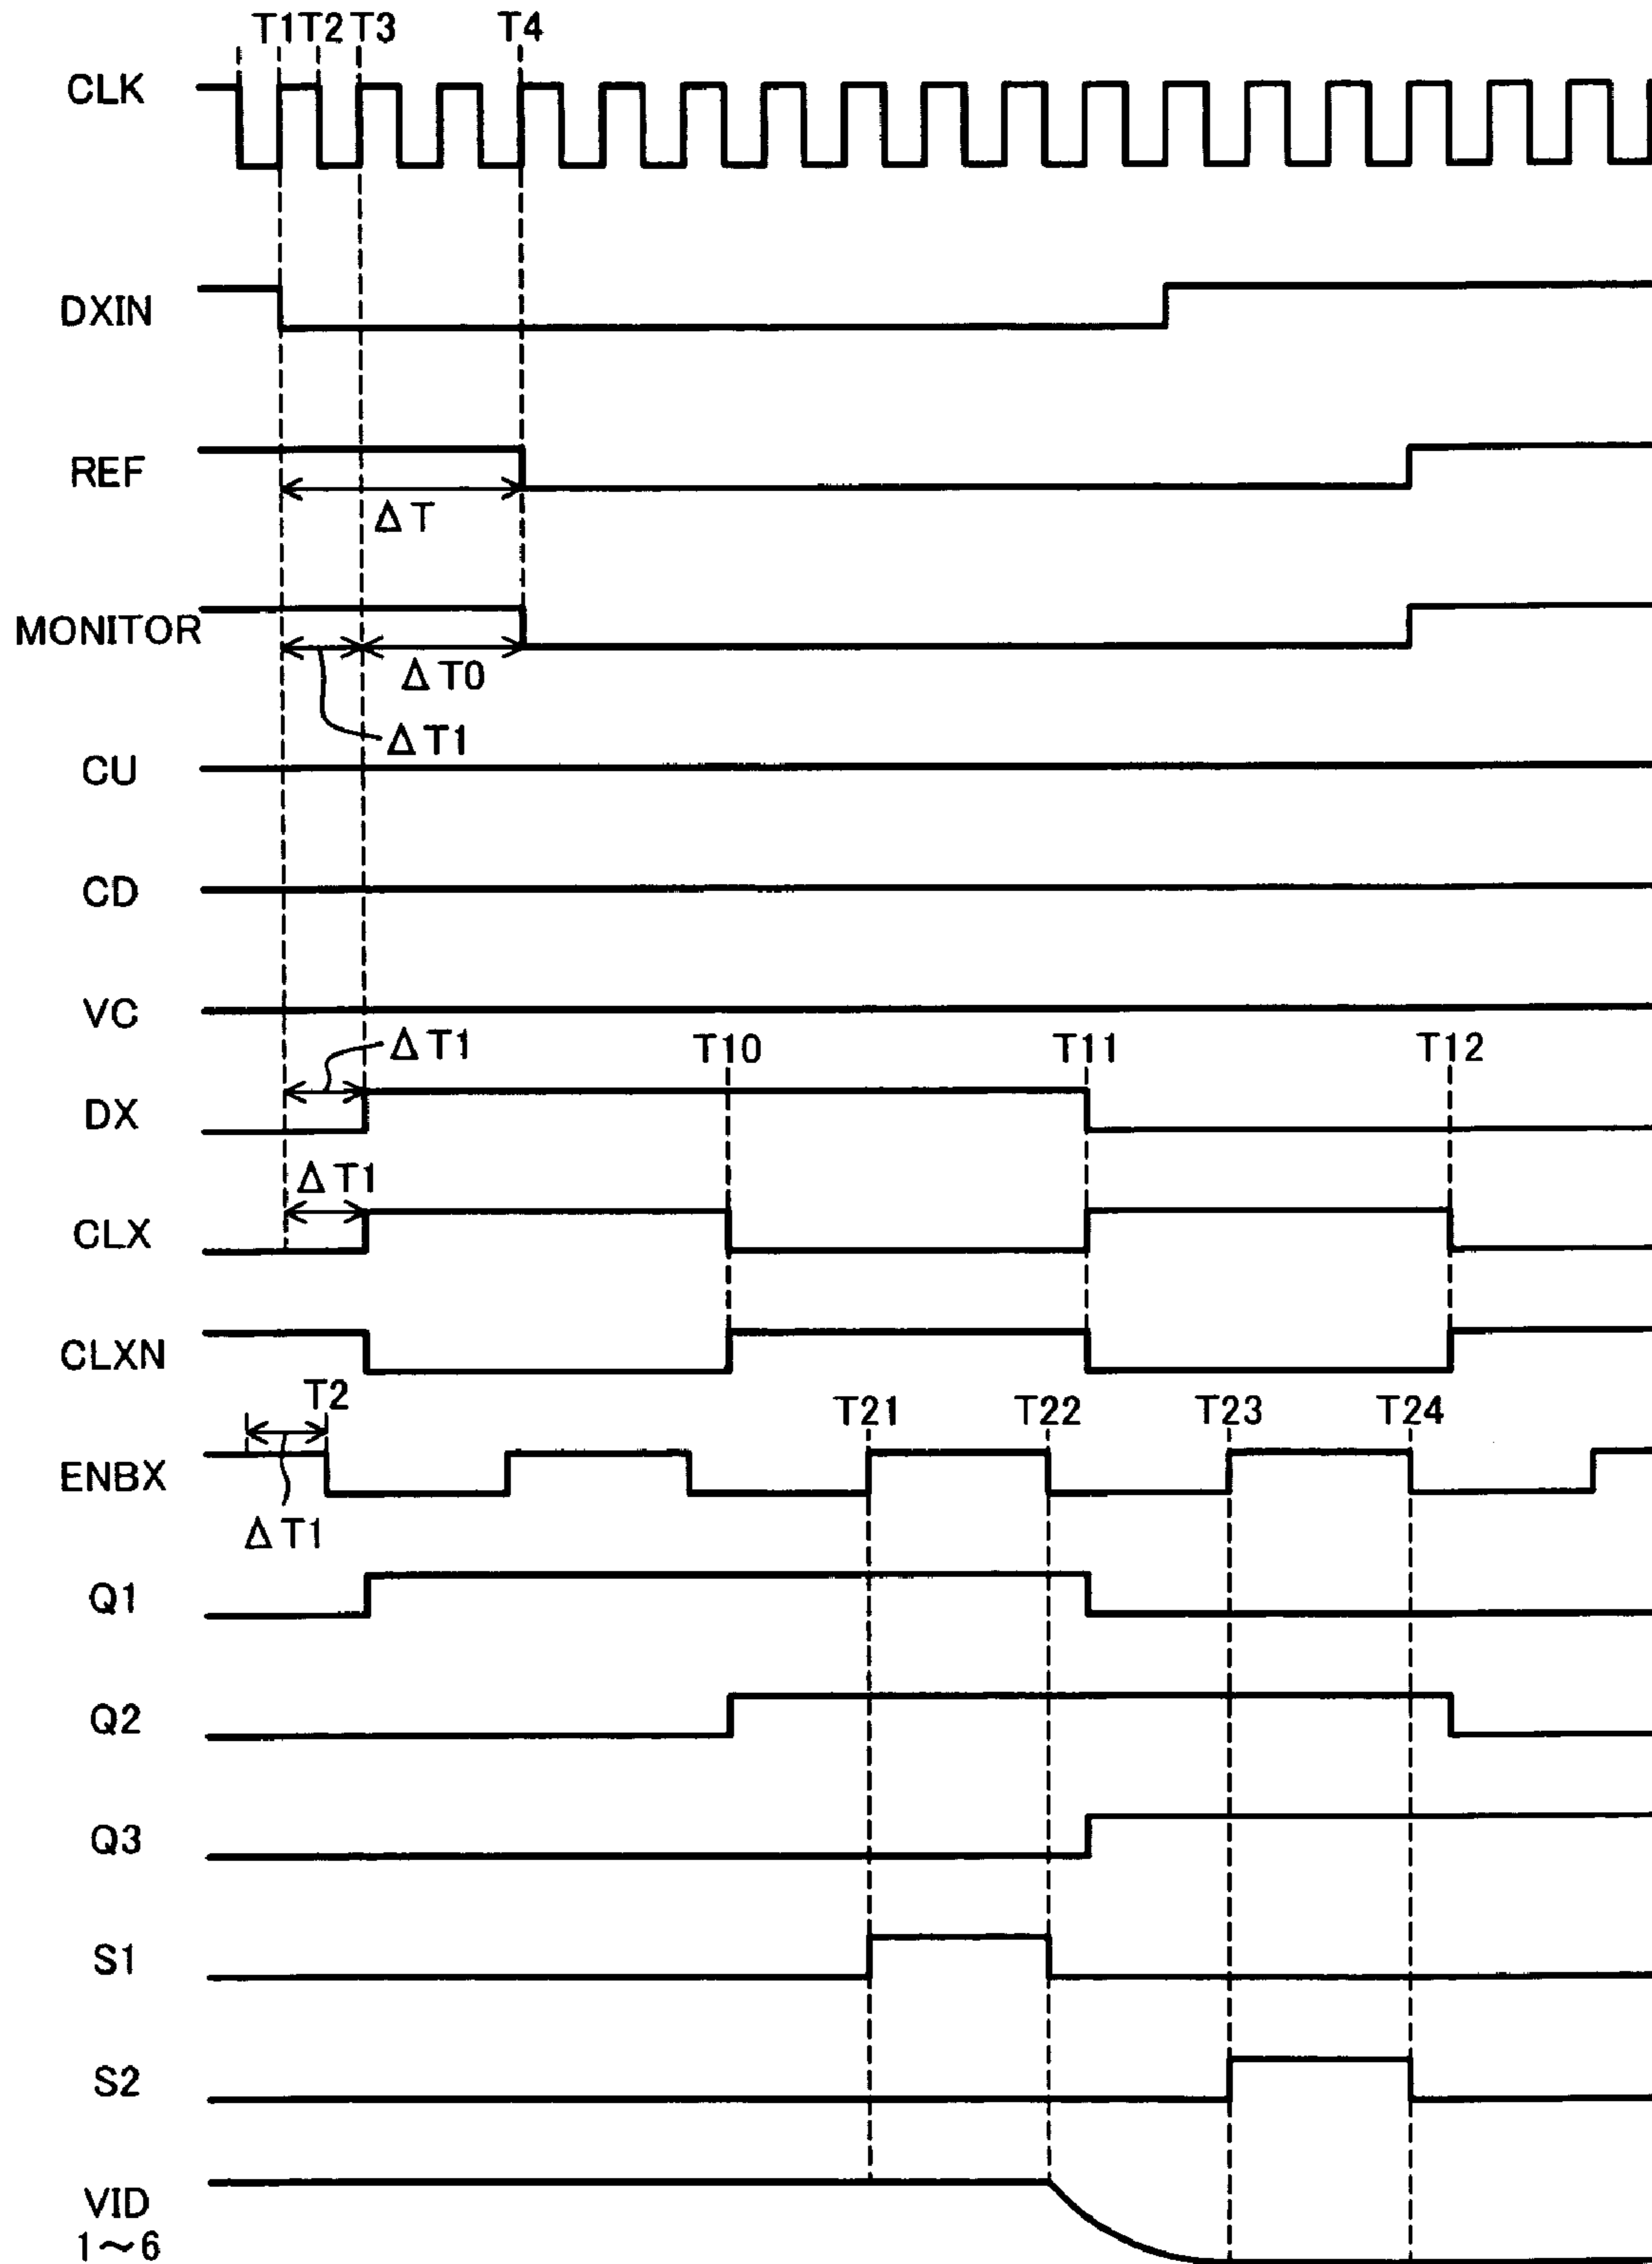 T1 T2 T3 T4
CLK
DXIN
REF
ΔT
MONITOR
ΔT0
ΔT1
CU
CD
VC
T10 T11 T12
ΔT1
DX
ΔT1
CLX
CLXN
T2 T21 T22 T23 T24
ENBX
ΔT1
Q1
Q2
Q3
S1
S2
VID
1～6